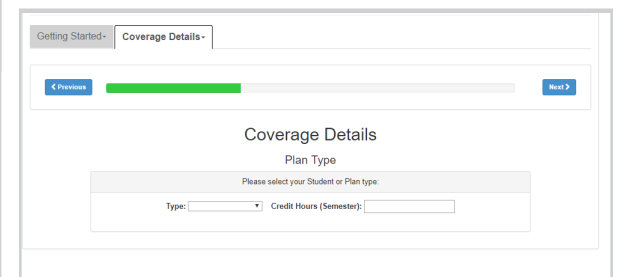 Getting Started-
Coverage Details-
Previous
Next
Coverage Details
Plan Type
Please select your Student or Plan type:
Type:
Credit Hours (Semester):